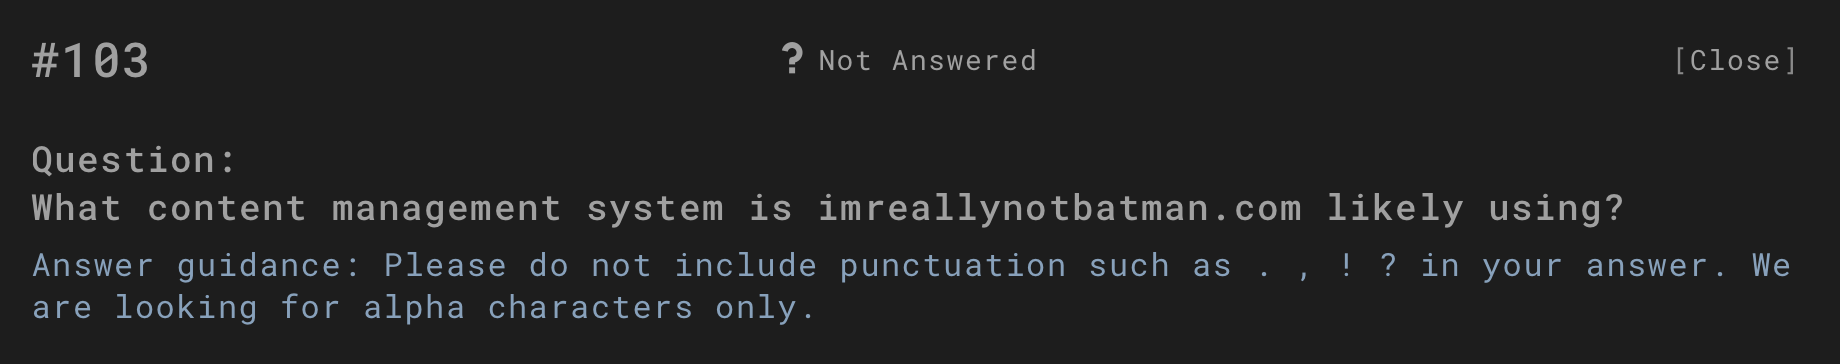 #103
? Not Answered
[Close]
Question:
What content management system is imreallynotbatman.com likely using?
Answer guidance: Please do not include punctuation such as . , ! ? in your answer. We
are looking for alpha characters only.